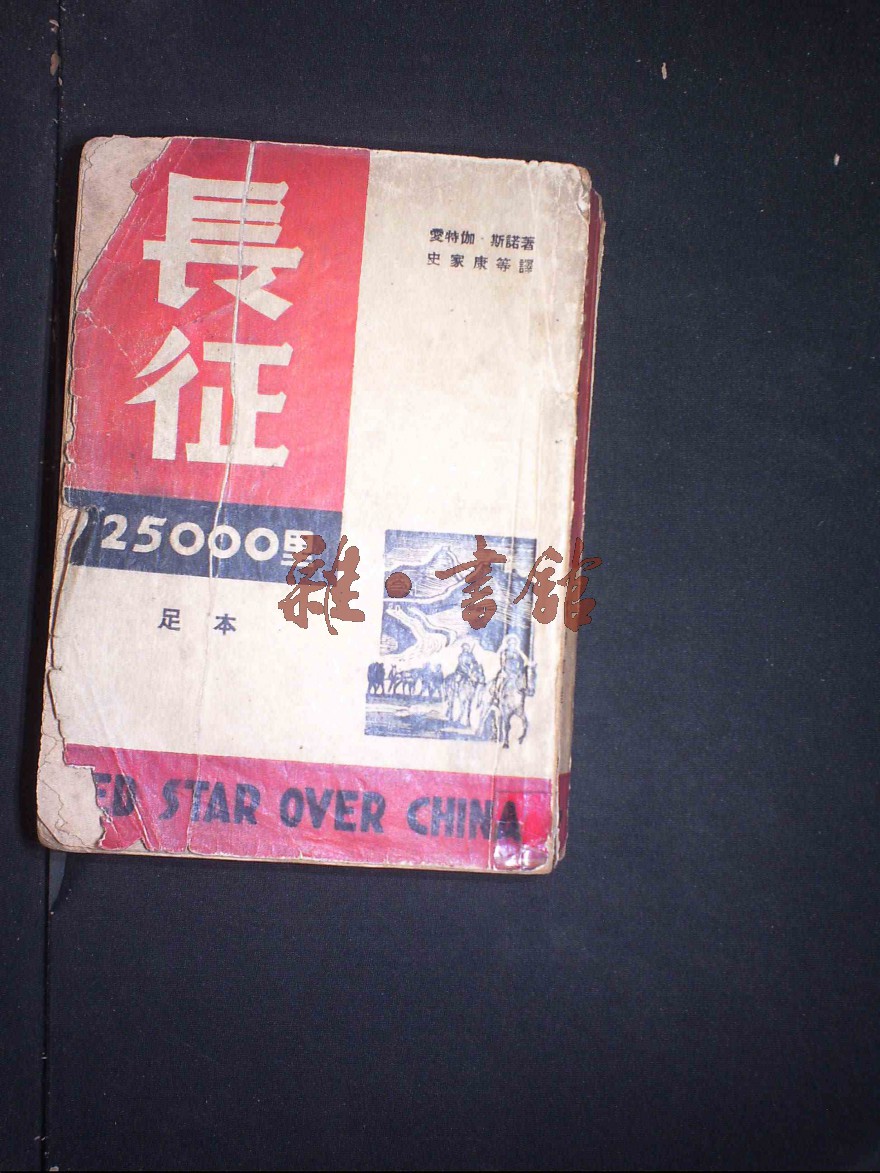 長
征
25000里
足本
愛特伽·斯諾著
史家康等譯
雜·書館
ED STAR OVER CHINA